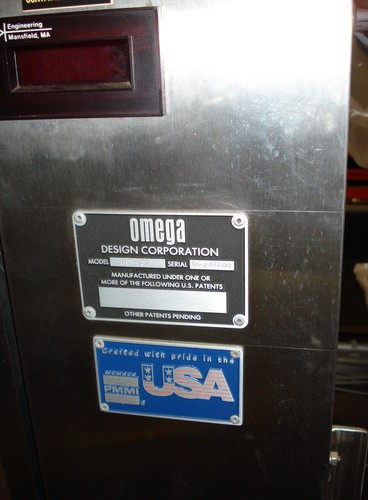 Engineering
Mansfield, MA
omega
DESIGN CORPORATION
MODEL SERIAL
MANUFACTURED UNDER ONE OR
MORE OF THE FOLLOWING U.S. PATENTS
OTHER PATENTS PENDING
Crafted with pride in the
MEMBER
PMMI
USA